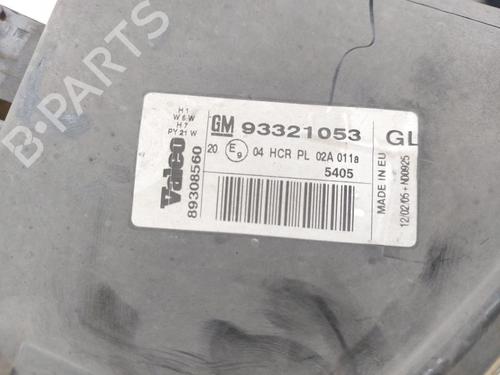 H1
W5W
H7
PY21W
GM 93321053 GL
20 E9 04 HCR PL 02A 011a
5405
Valeo
89308560
MADE IN EU
12/02/05 + N00925
B-PARTS